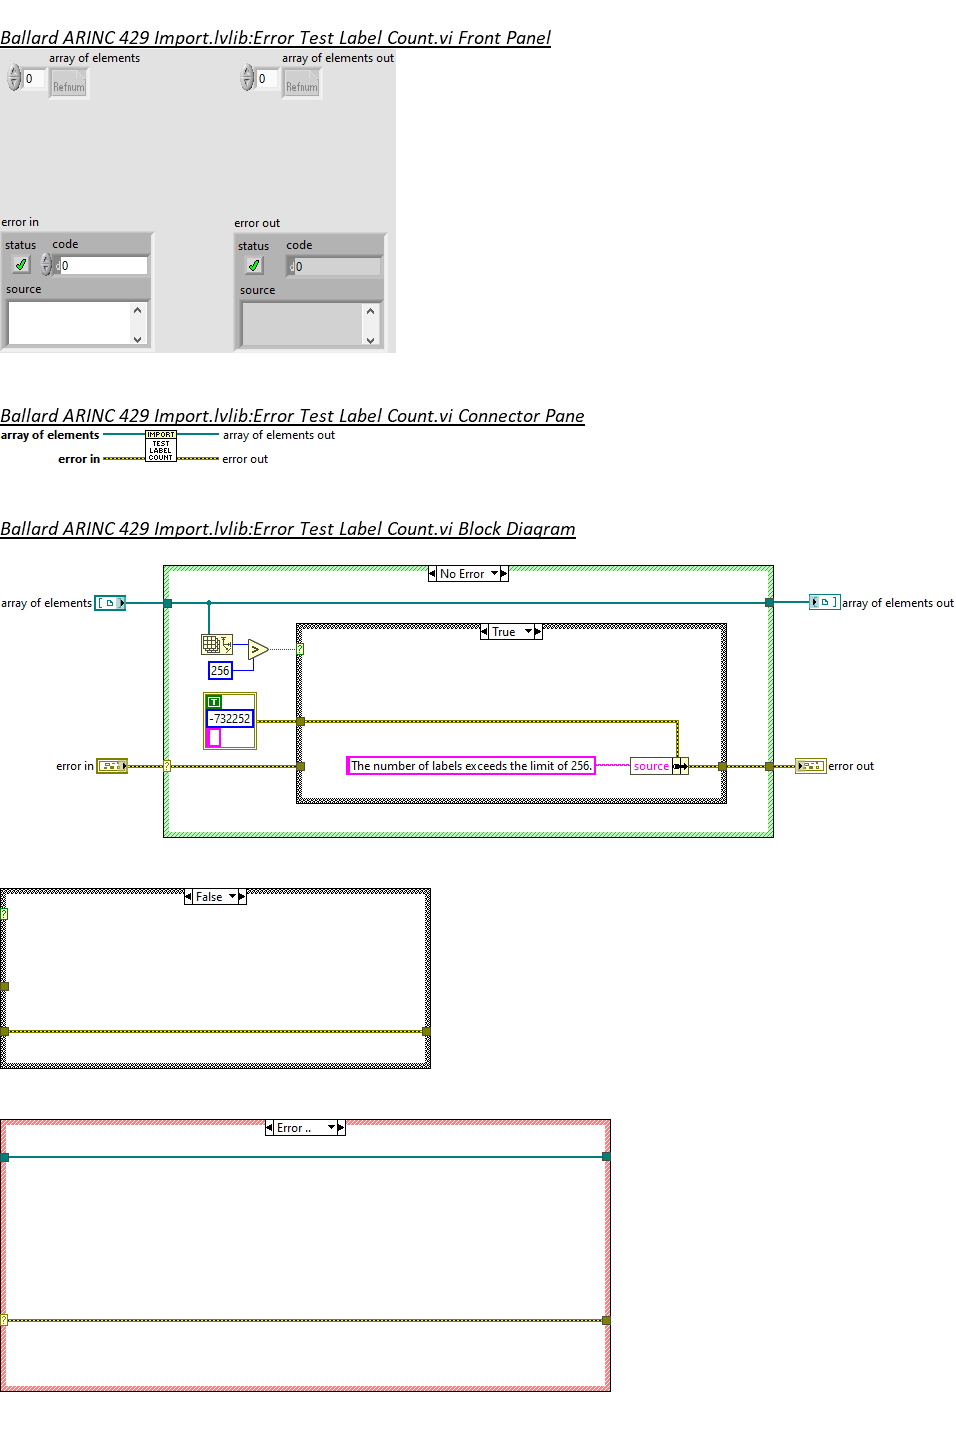 Ballard ARINC 429 Import.lvlib:Error Test Label Count.vi Front Panel
array of elements
array of elements out
0
Refnum
0
Refnum
error in
error out
status
code
status
code
d
0
d
0
source
source
Ballard ARINC 429 Import.lvlib:Error Test Label Count.vi Connector Pane
array of elements
IMPORT
array of elements out
TEST
LABEL
error in
COUNT
error out
Ballard ARINC 429 Import.lvlib:Error Test Label Count.vi Block Diagram
No Error
array of elements
array of elements out
True
?
>
256
T
-732252
error in
?
The number of labels exceeds the limit of 256.
source
error out
False
?
Error ..
?